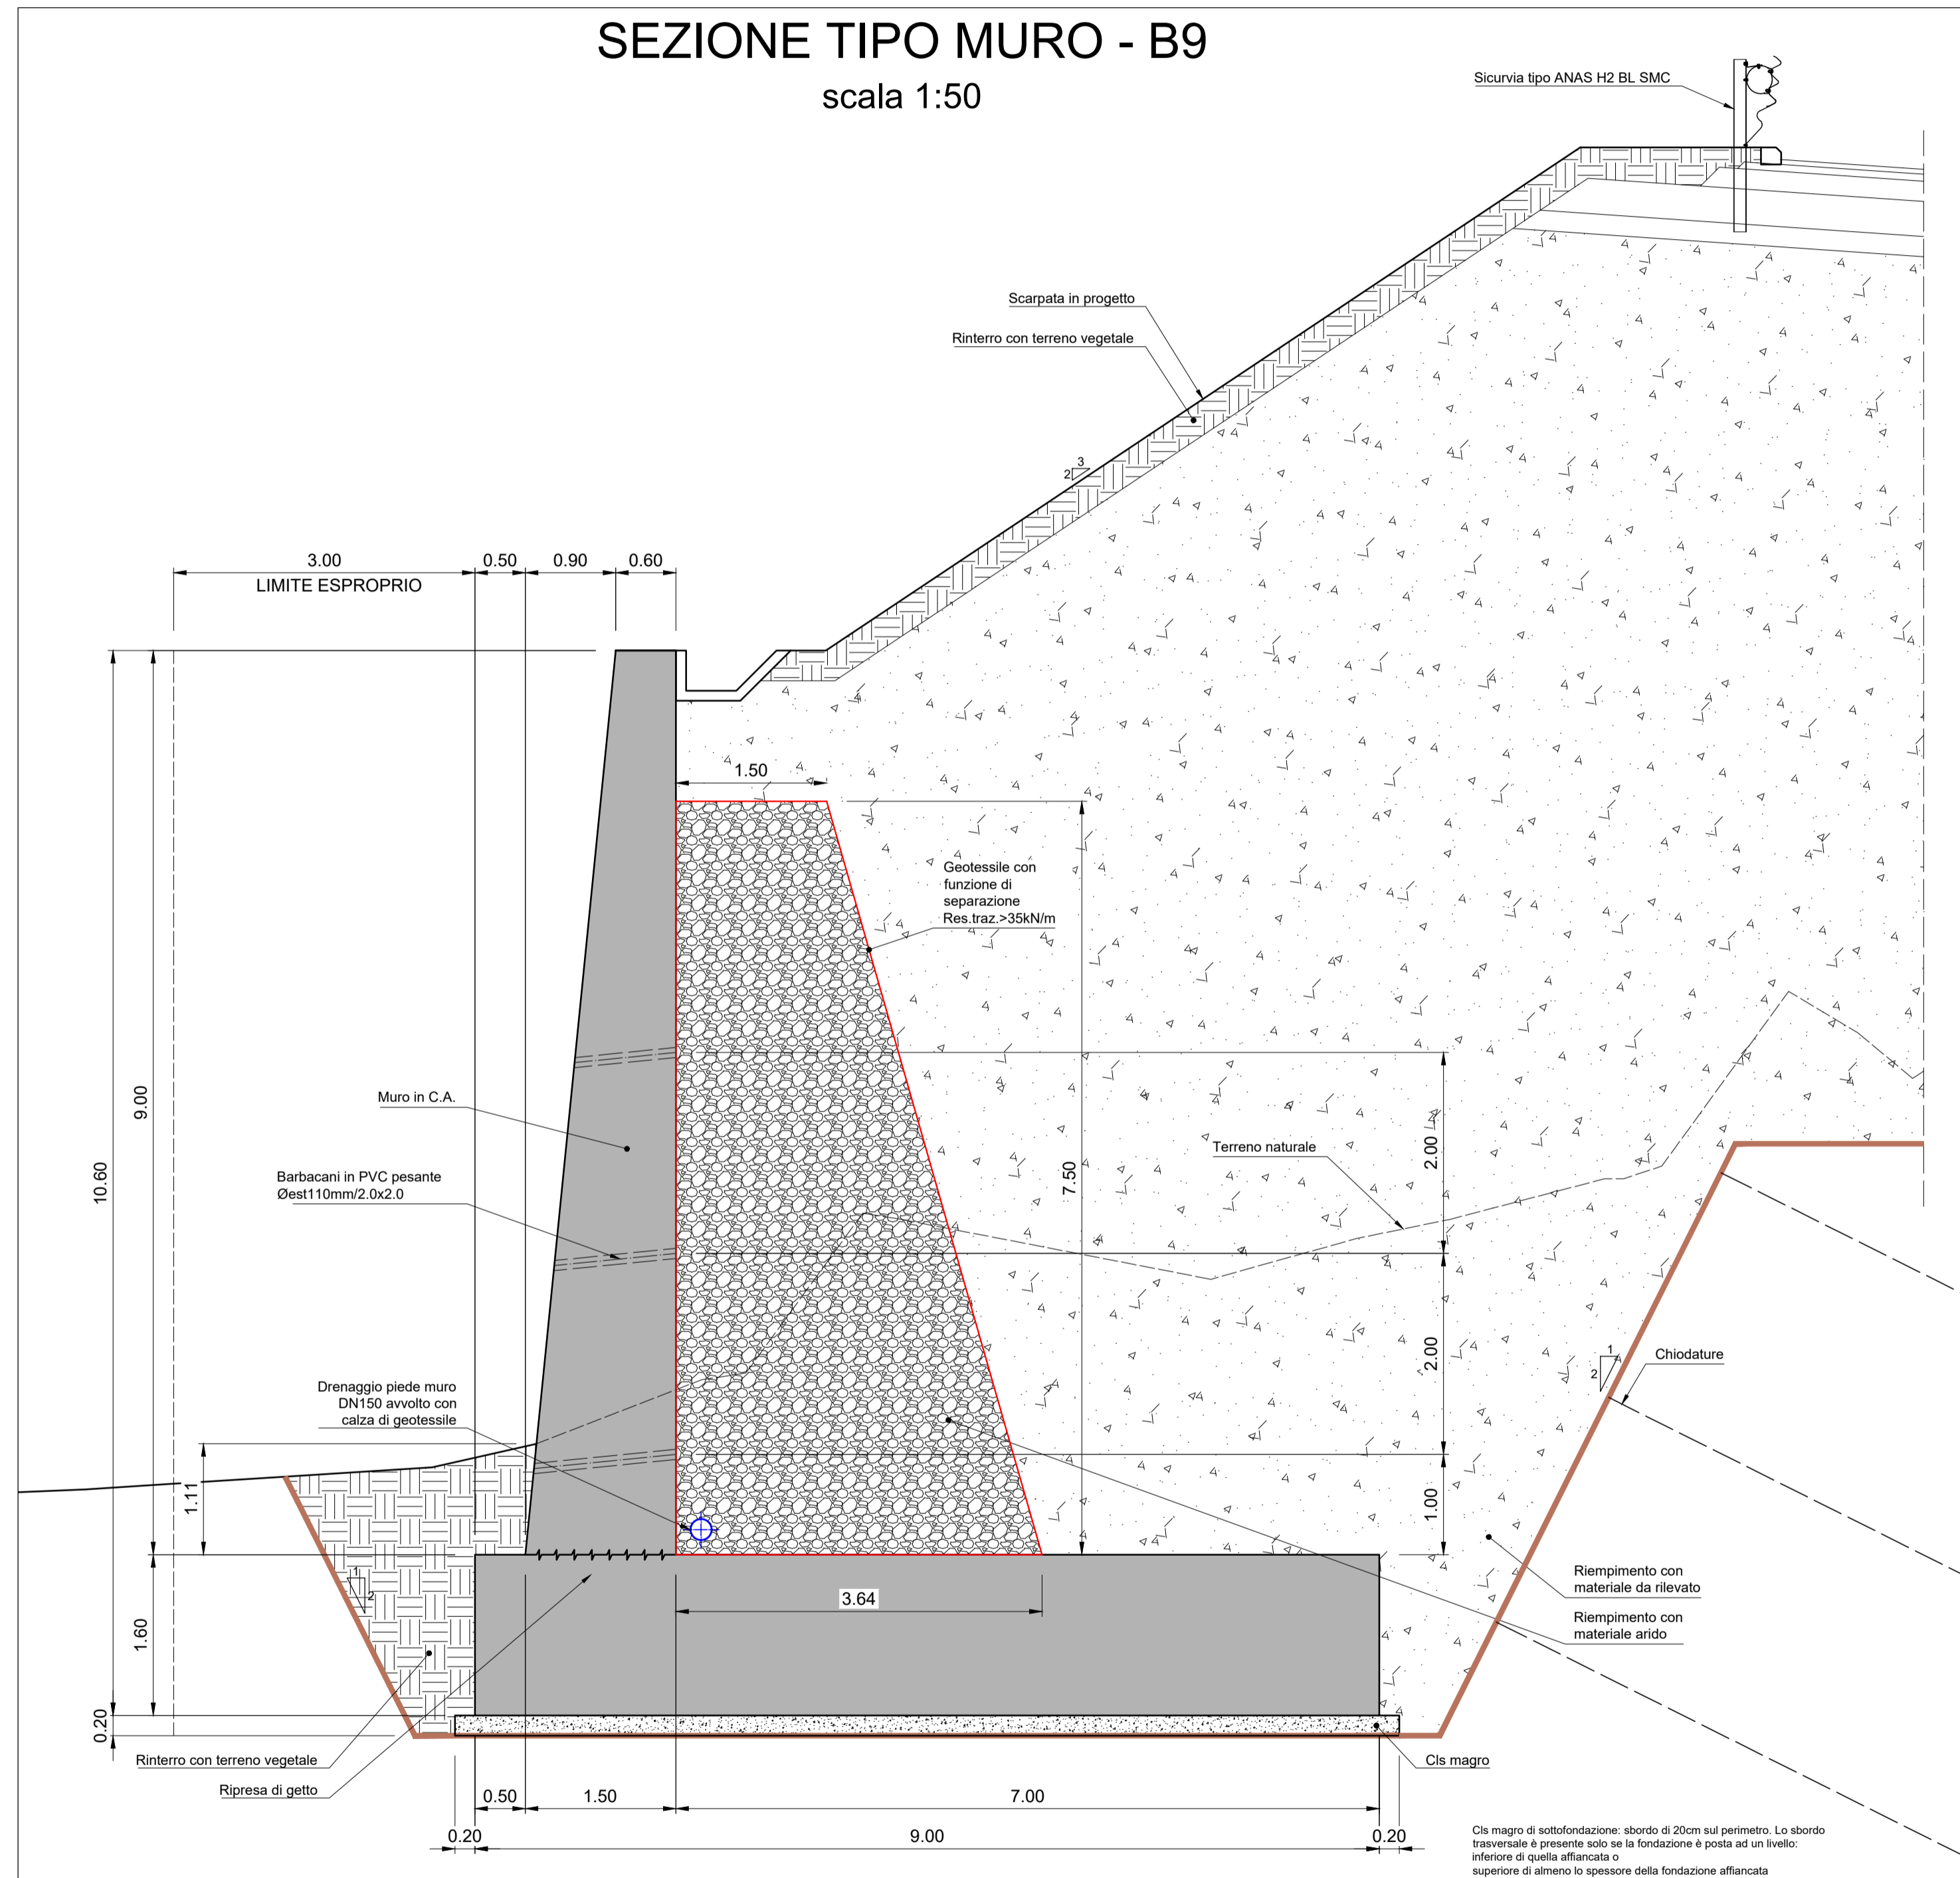 SEZIONE TIPO MURO - B9
scala 1:50
Sicurvia tipo ANAS H2 BL SMC
Scarpata in progetto
Rinterro con terreno vegetale
3
2
3.00
0.50
0.90
0.60
LIMITE ESPROPRIO
1.50
Geotessile con
funzione di
separazione
Res.traz.>35kN/m
9.00
10.60
Muro in C.A.
Barbacani in PVC pesante
Øest110mm/2.0x2.0
7.50
Terreno naturale
2.00
2.00
1.00
1
2
Chiodature
Drenaggio piede muro
DN150 avvolto con
calza di geotessile
1.11
1
2
3.64
1.60
0.20
Riempimento con
materiale da rilevato
Riempimento con
materiale arido
Rinterro con terreno vegetale
Ripresa di getto
Cls magro
0.50
1.50
7.00
0.20
9.00
0.20
Cls magro di sottofondazione: sbordo di 20cm sul perimetro. Lo sbordo
trasversale è presente solo se la fondazione è posta ad un livello:
inferiore di quella affiancata o
superiore di almeno lo spessore della fondazione affiancata